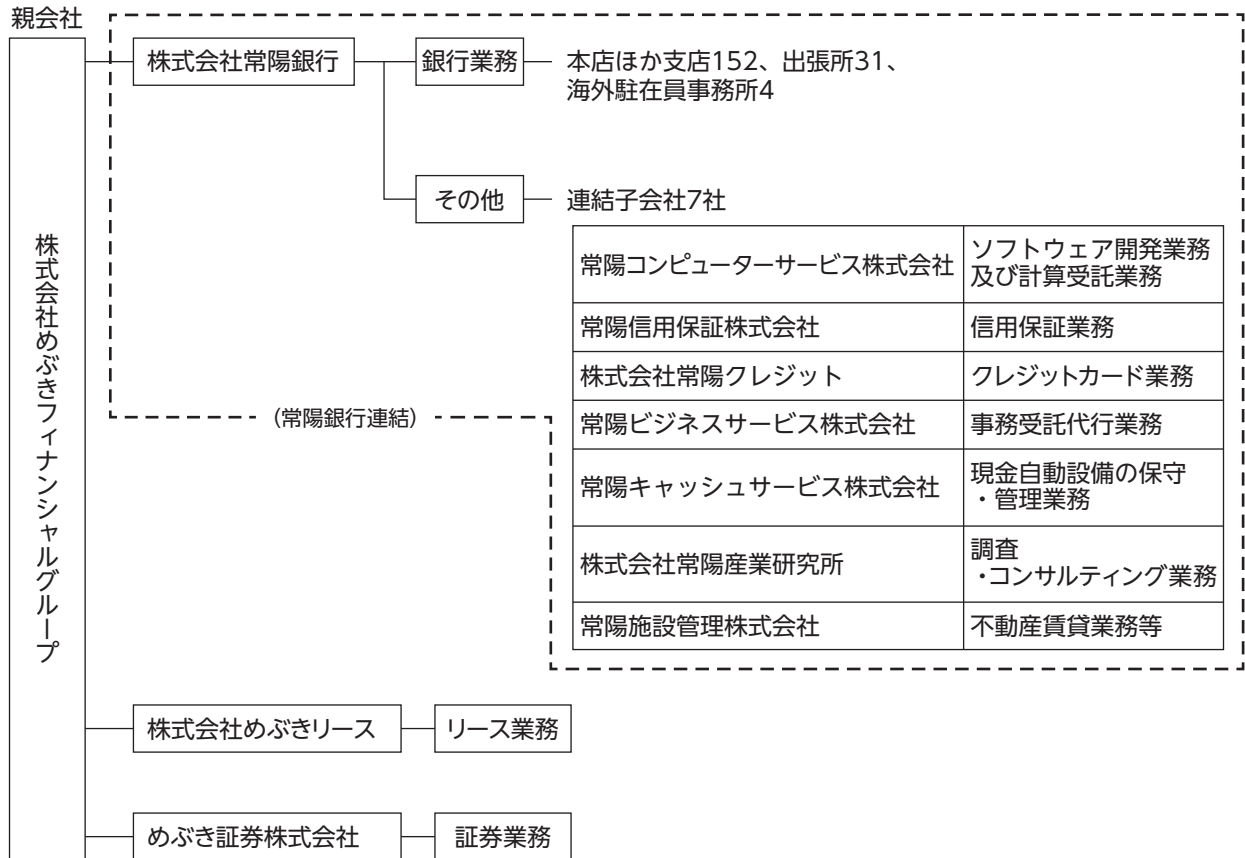 親会社
株式会社めぶきフィナンシャルグループ
株式会社常陽銀行
銀行業務
本店ほか支店152、出張所31、
海外駐在員事務所4
その他
連結子会社7社
常陽コンピューターサービス株式会社
ソフトウェア開発業務
及び計算受託業務
常陽信用保証株式会社
信用保証業務
株式会社常陽クレジット
クレジットカード業務
常陽ビジネスサービス株式会社
事務受託代行業務
常陽キャッシュサービス株式会社
現金自動設備の保守
・管理業務
株式会社常陽産業研究所
調査
・コンサルティング業務
常陽施設管理株式会社
不動産賃貸業務等
（常陽銀行連結）
株式会社めぶきリース
リース業務
めぶき証券株式会社
証券業務